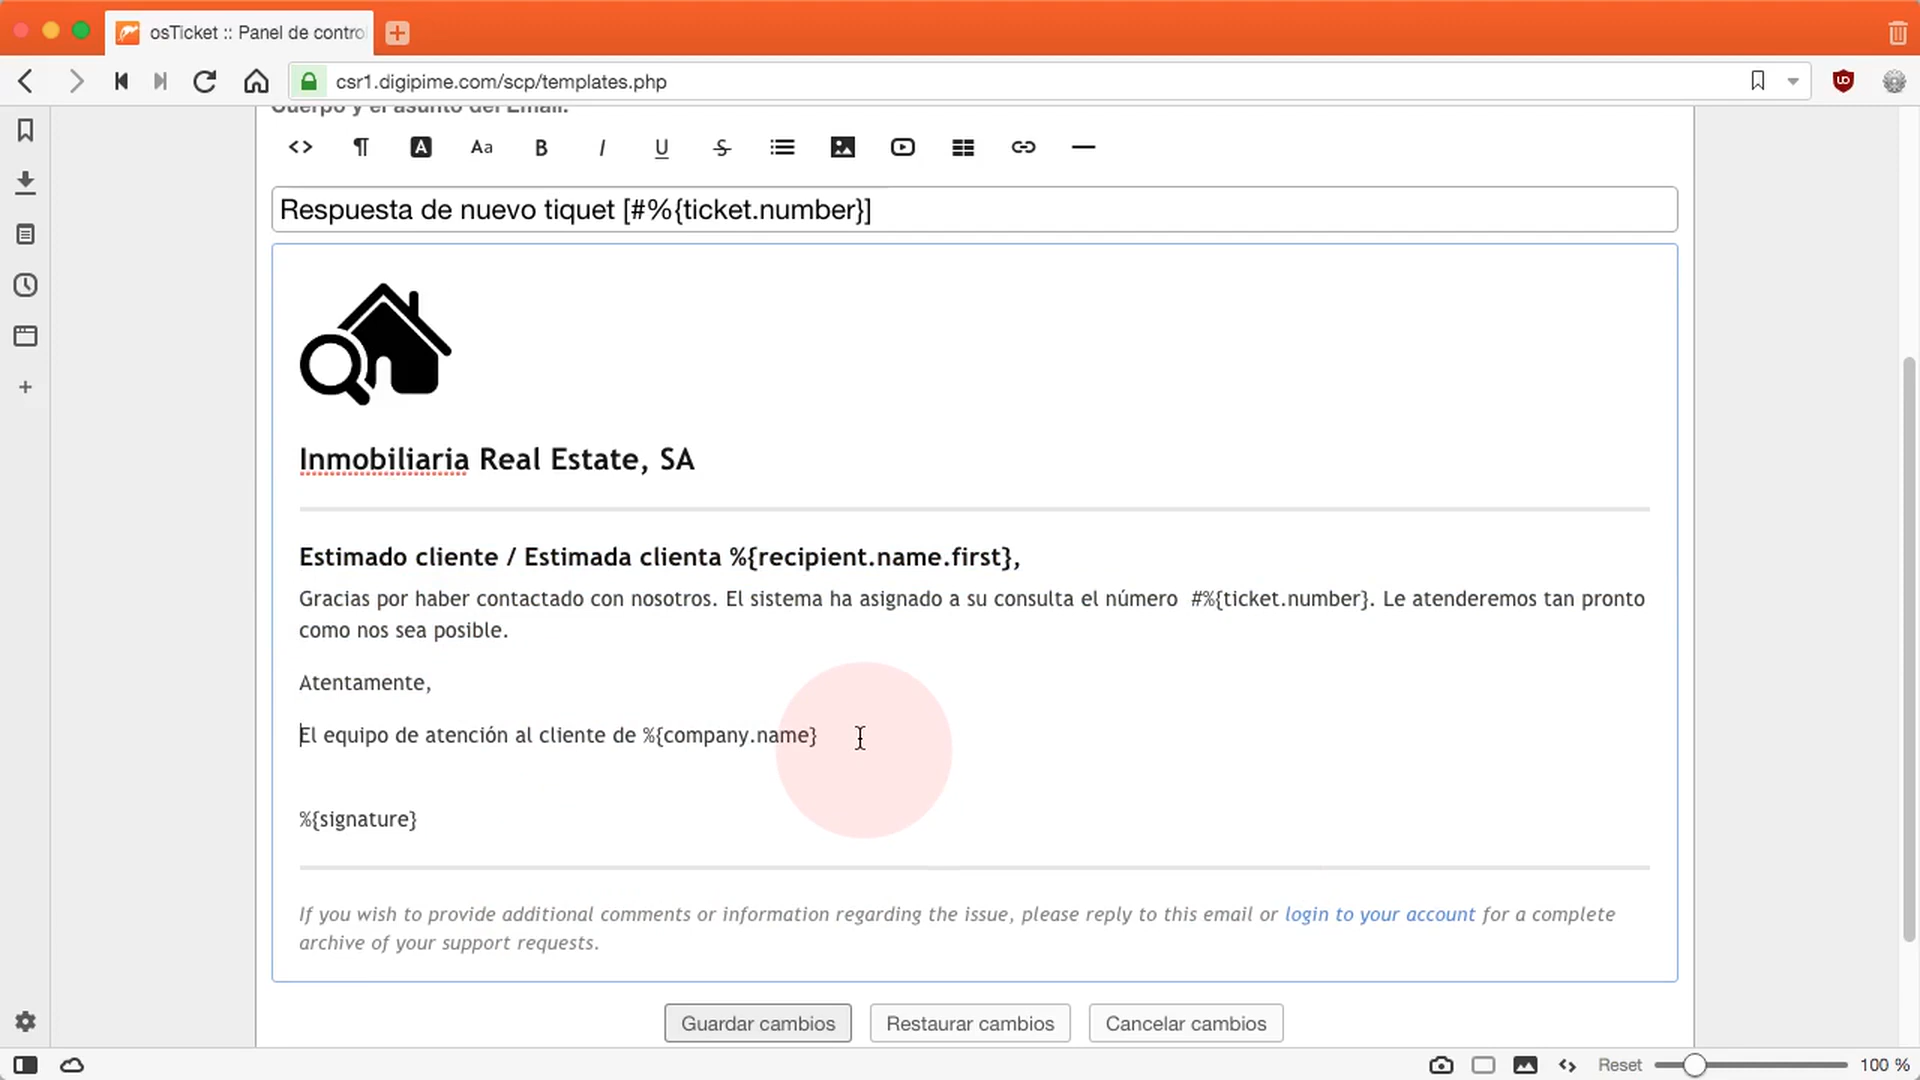 osTicket :: Panel de contro
csr1.digipime.com/scp/templates.php
Cuerpo y el asunto del Email:
Respuesta de nuevo tiquet [#%{ticket.number}]
Inmobiliaria Real Estate, SA
Estimado cliente / Estimada clienta %{recipient.name.first},
Gracias por haber contactado con nosotros. El sistema ha asignado a su consulta el número  #%{ticket.number}. Le atenderemos tan pronto
como nos sea posible.
Atentamente,
El equipo de atención al cliente de %{company.name}
%{signature}
If you wish to provide additional comments or information regarding the issue, please reply to this email or login to your account for a complete
archive of your support requests.
Guardar cambios
Restaurar cambios
Cancelar cambios
Reset
100 %